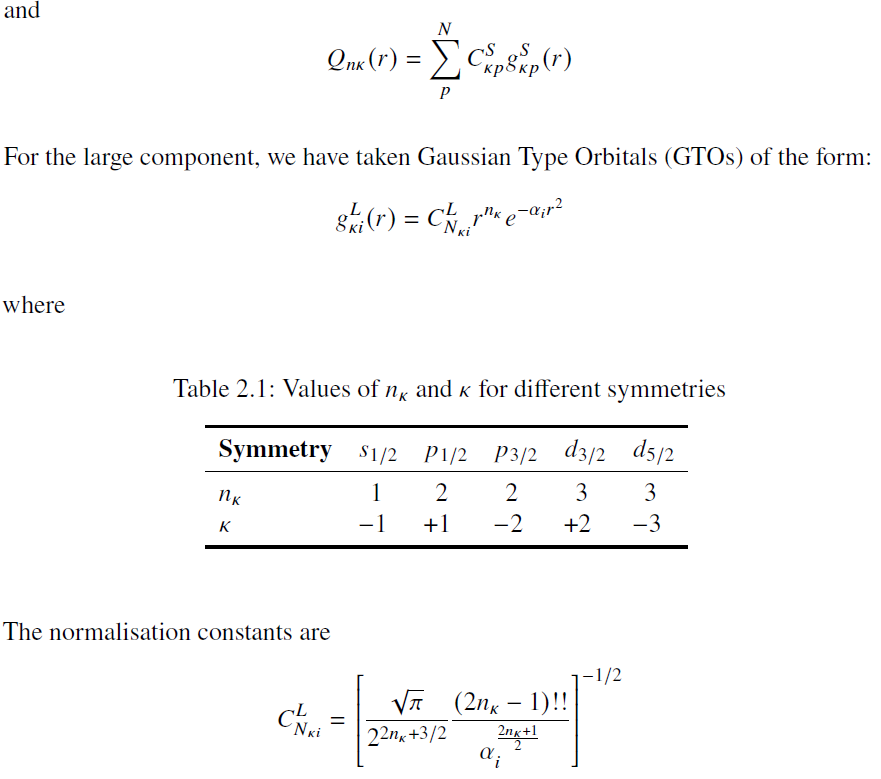 and
$$Q_{n\kappa}(r) = \sum_{p}^{N} C_{\kappa p}^{S} g_{\kappa p}^{S}(r)$$
For the large component, we have taken Gaussian Type Orbitals (GTOs) of the form:
$$g_{\kappa i}^{L}(r) = C_{N_{\kappa i}}^{L} r^{n_\kappa} e^{-\alpha_i r^2}$$
where
Table 2.1: Values of $n_\kappa$ and $\kappa$ for different symmetries
Symmetry $s_{1/2}$ $p_{1/2}$ $p_{3/2}$ $d_{3/2}$ $d_{5/2}$
$n_\kappa$ 1 2 2 3 3
$\kappa$ −1 +1 −2 +2 −3
The normalisation constants are
$$C_{N_{\kappa i}}^{L} = \left[ \frac{\sqrt{\pi}}{2^{2n_\kappa + 3/2}} \frac{(2n_\kappa - 1)!!}{\alpha_i^{\frac{2n_\kappa + 1}{2}}} \right]^{-1/2}$$